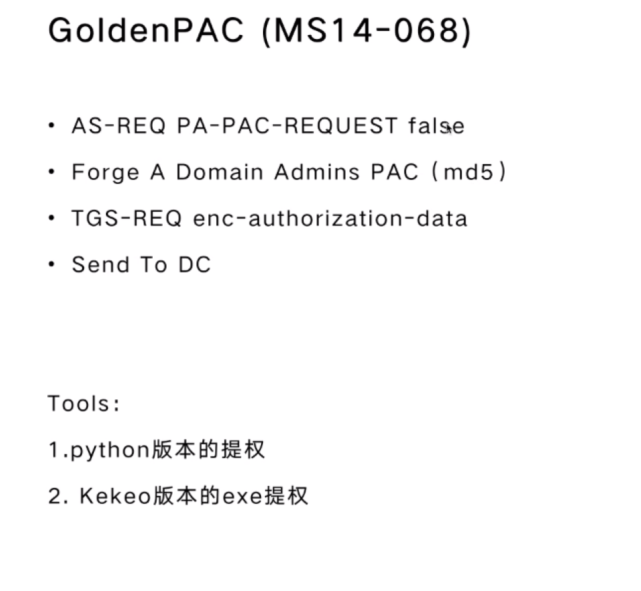 GoldenPAC (MS14-068)
• AS-REQ PA-PAC-REQUEST false
• Forge A Domain Admins PAC (md5)
• TGS-REQ enc-authorization-data
• Send To DC
Tools:
1.python版本的提权
2. Kekeo版本的exe提权